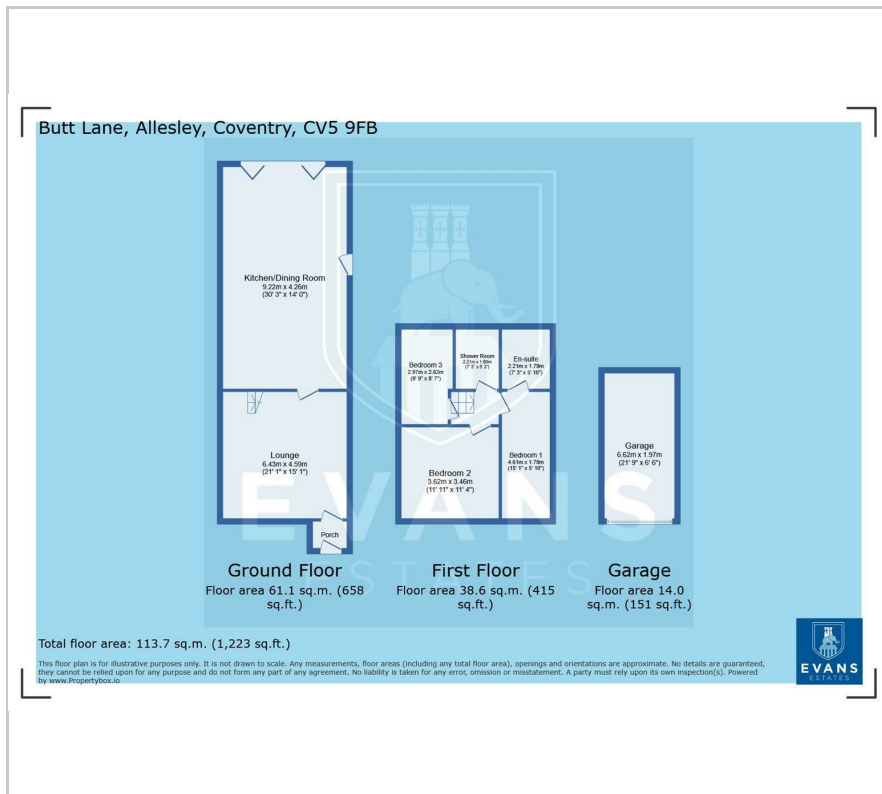 Butt Lane, Allesley, Coventry, CV5 9FB
Kitchen/Dining Room
9.22m x 4.26m
(30' 3" x 14' 0")
Lounge
6.43m x 4.59m
(21' 1" x 15' 1")
Porch
Bedroom 3
2.97m x 2.62m
(9' 9" x 8' 7")
Shower Room
2.21m x 1.60m
(7' 3" x 5' 3")
En-suite
2.21m x 1.79m
(7' 3" x 5' 10")
Bedroom 2
3.62m x 3.46m
(11' 11" x 11' 4")
Bedroom 1
4.61m x 1.79m
(15' 1" x 5' 10")
Garage
6.62m x 1.97m
(21' 9" x 6' 6")
EVANS
ESTATES
Ground Floor
Floor area 61.1 sq.m. (658
sq.ft.)
First Floor
Floor area 38.6 sq.m. (415
sq.ft.)
Garage
Floor area 14.0
sq.m. (151 sq.ft.)
Total floor area: 113.7 sq.m. (1,223 sq.ft.)
This floor plan is for illustrative purposes only. It is not drawn to scale. Any measurements, floor areas (including any total floor area), openings and orientations are approximate. No details are guaranteed,
they cannot be relied upon for any purpose and do not form any part of any agreement. No liability is taken for any error, omission or misstatement. A party must rely upon its own inspection(s). Powered
by www.Propertybox.io
EVANS
ESTATES